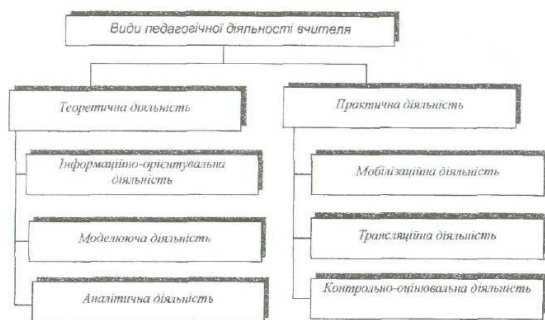 Види педагогічної діяльності вчителя
Теоретична діяльність
Практична діяльність
Інформаційно-орієнтувальна
діяльність
Мобілізаційна діяльність
Моделююча діяльність
Трансляційна діяльність
Аналітична діяльність
Контрольно-оцінювальна діяльність